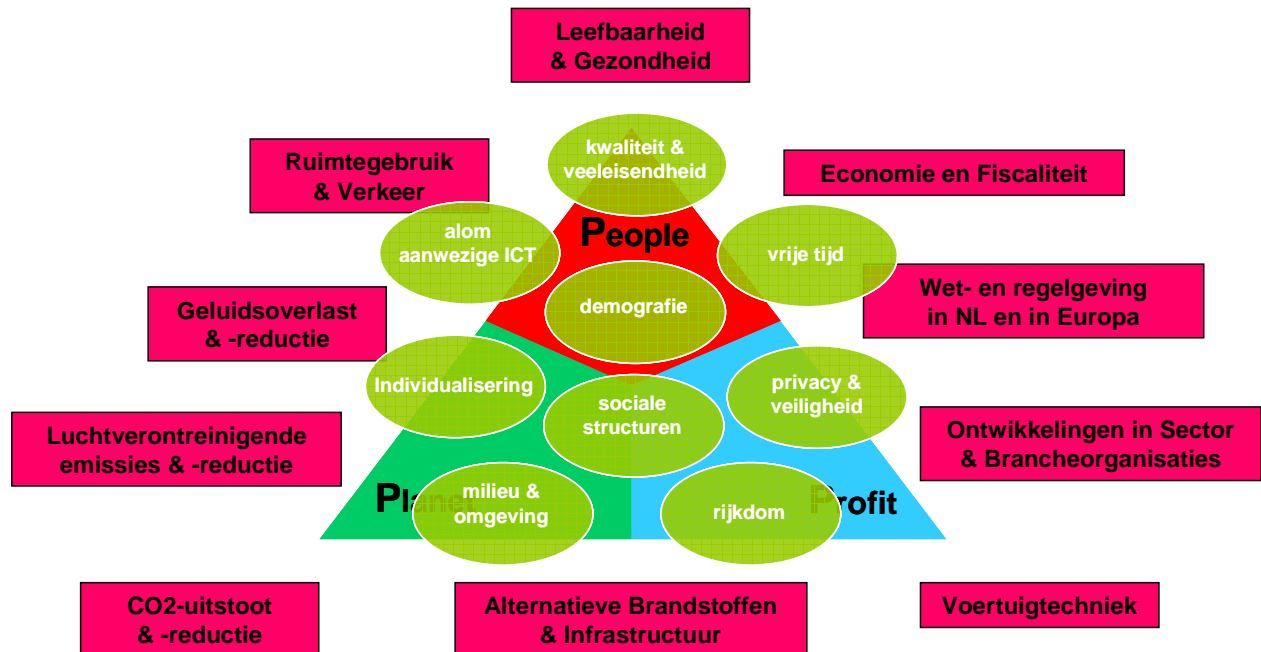 Leefbaarheid
& Gezondheid
Ruimtegebruik
& Verkeer
kwaliteit &
veeleisendheid
Economie en Fiscaliteit
alom
aanwezige ICT
People
vrije tijd
Geluidsoverlast
& -reductie
demografie
Wet- en regelgeving
in NL en in Europa
Individualisering
sociale
structuren
privacy &
veiligheid
Luchtverontreinigende
emissies & -reductie
Ontwikkelingen in Sector
& Brancheorganisaties
Planet
milieu &
omgeving
rijkdom
Profit
CO2-uitstoot
& -reductie
Alternatieve Brandstoffen
& Infrastructuur
Voertuigtechniek